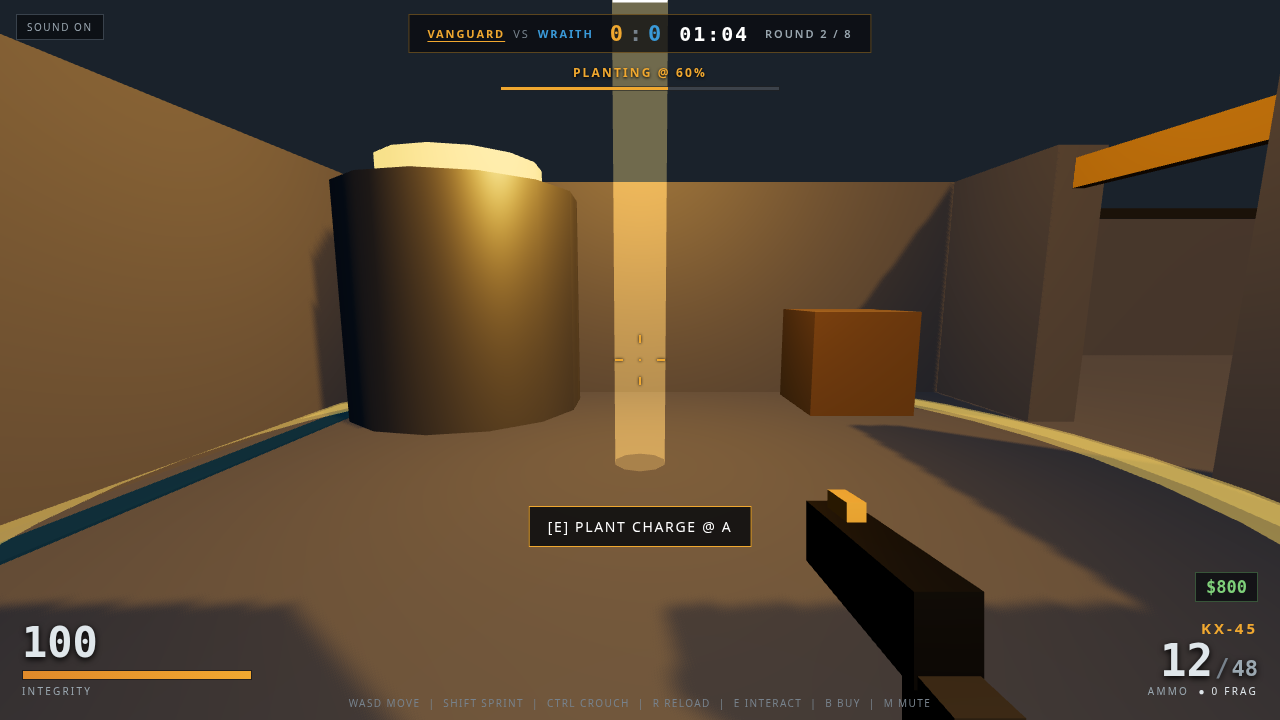 SOUND ON
VANGUARD VS WRAITH 0 : 0 01:04 ROUND 2 / 8
PLANTING @ 60%
[E] PLANT CHARGE @ A
$800
KX-45
100
12/48
INTEGRITY
AMMO ● 0 FRAG
WASD MOVE | SHIFT SPRINT | CTRL CROUCH | R RELOAD | E INTERACT | B BUY | M MUTE